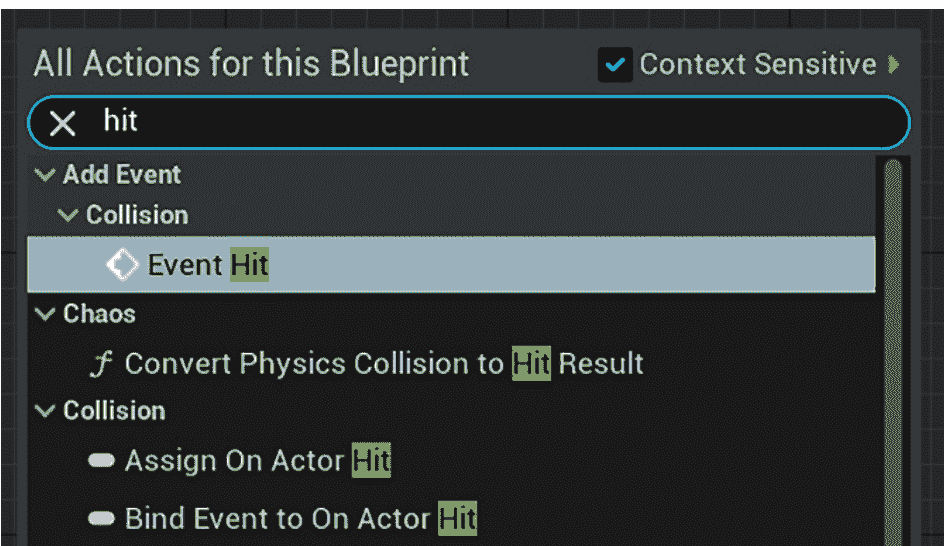 All Actions for this Blueprint Context Sensitive
hit
Add Event
Collision
Event Hit
Chaos
Convert Physics Collision to Hit Result
Collision
Assign On Actor Hit
Bind Event to On Actor Hit